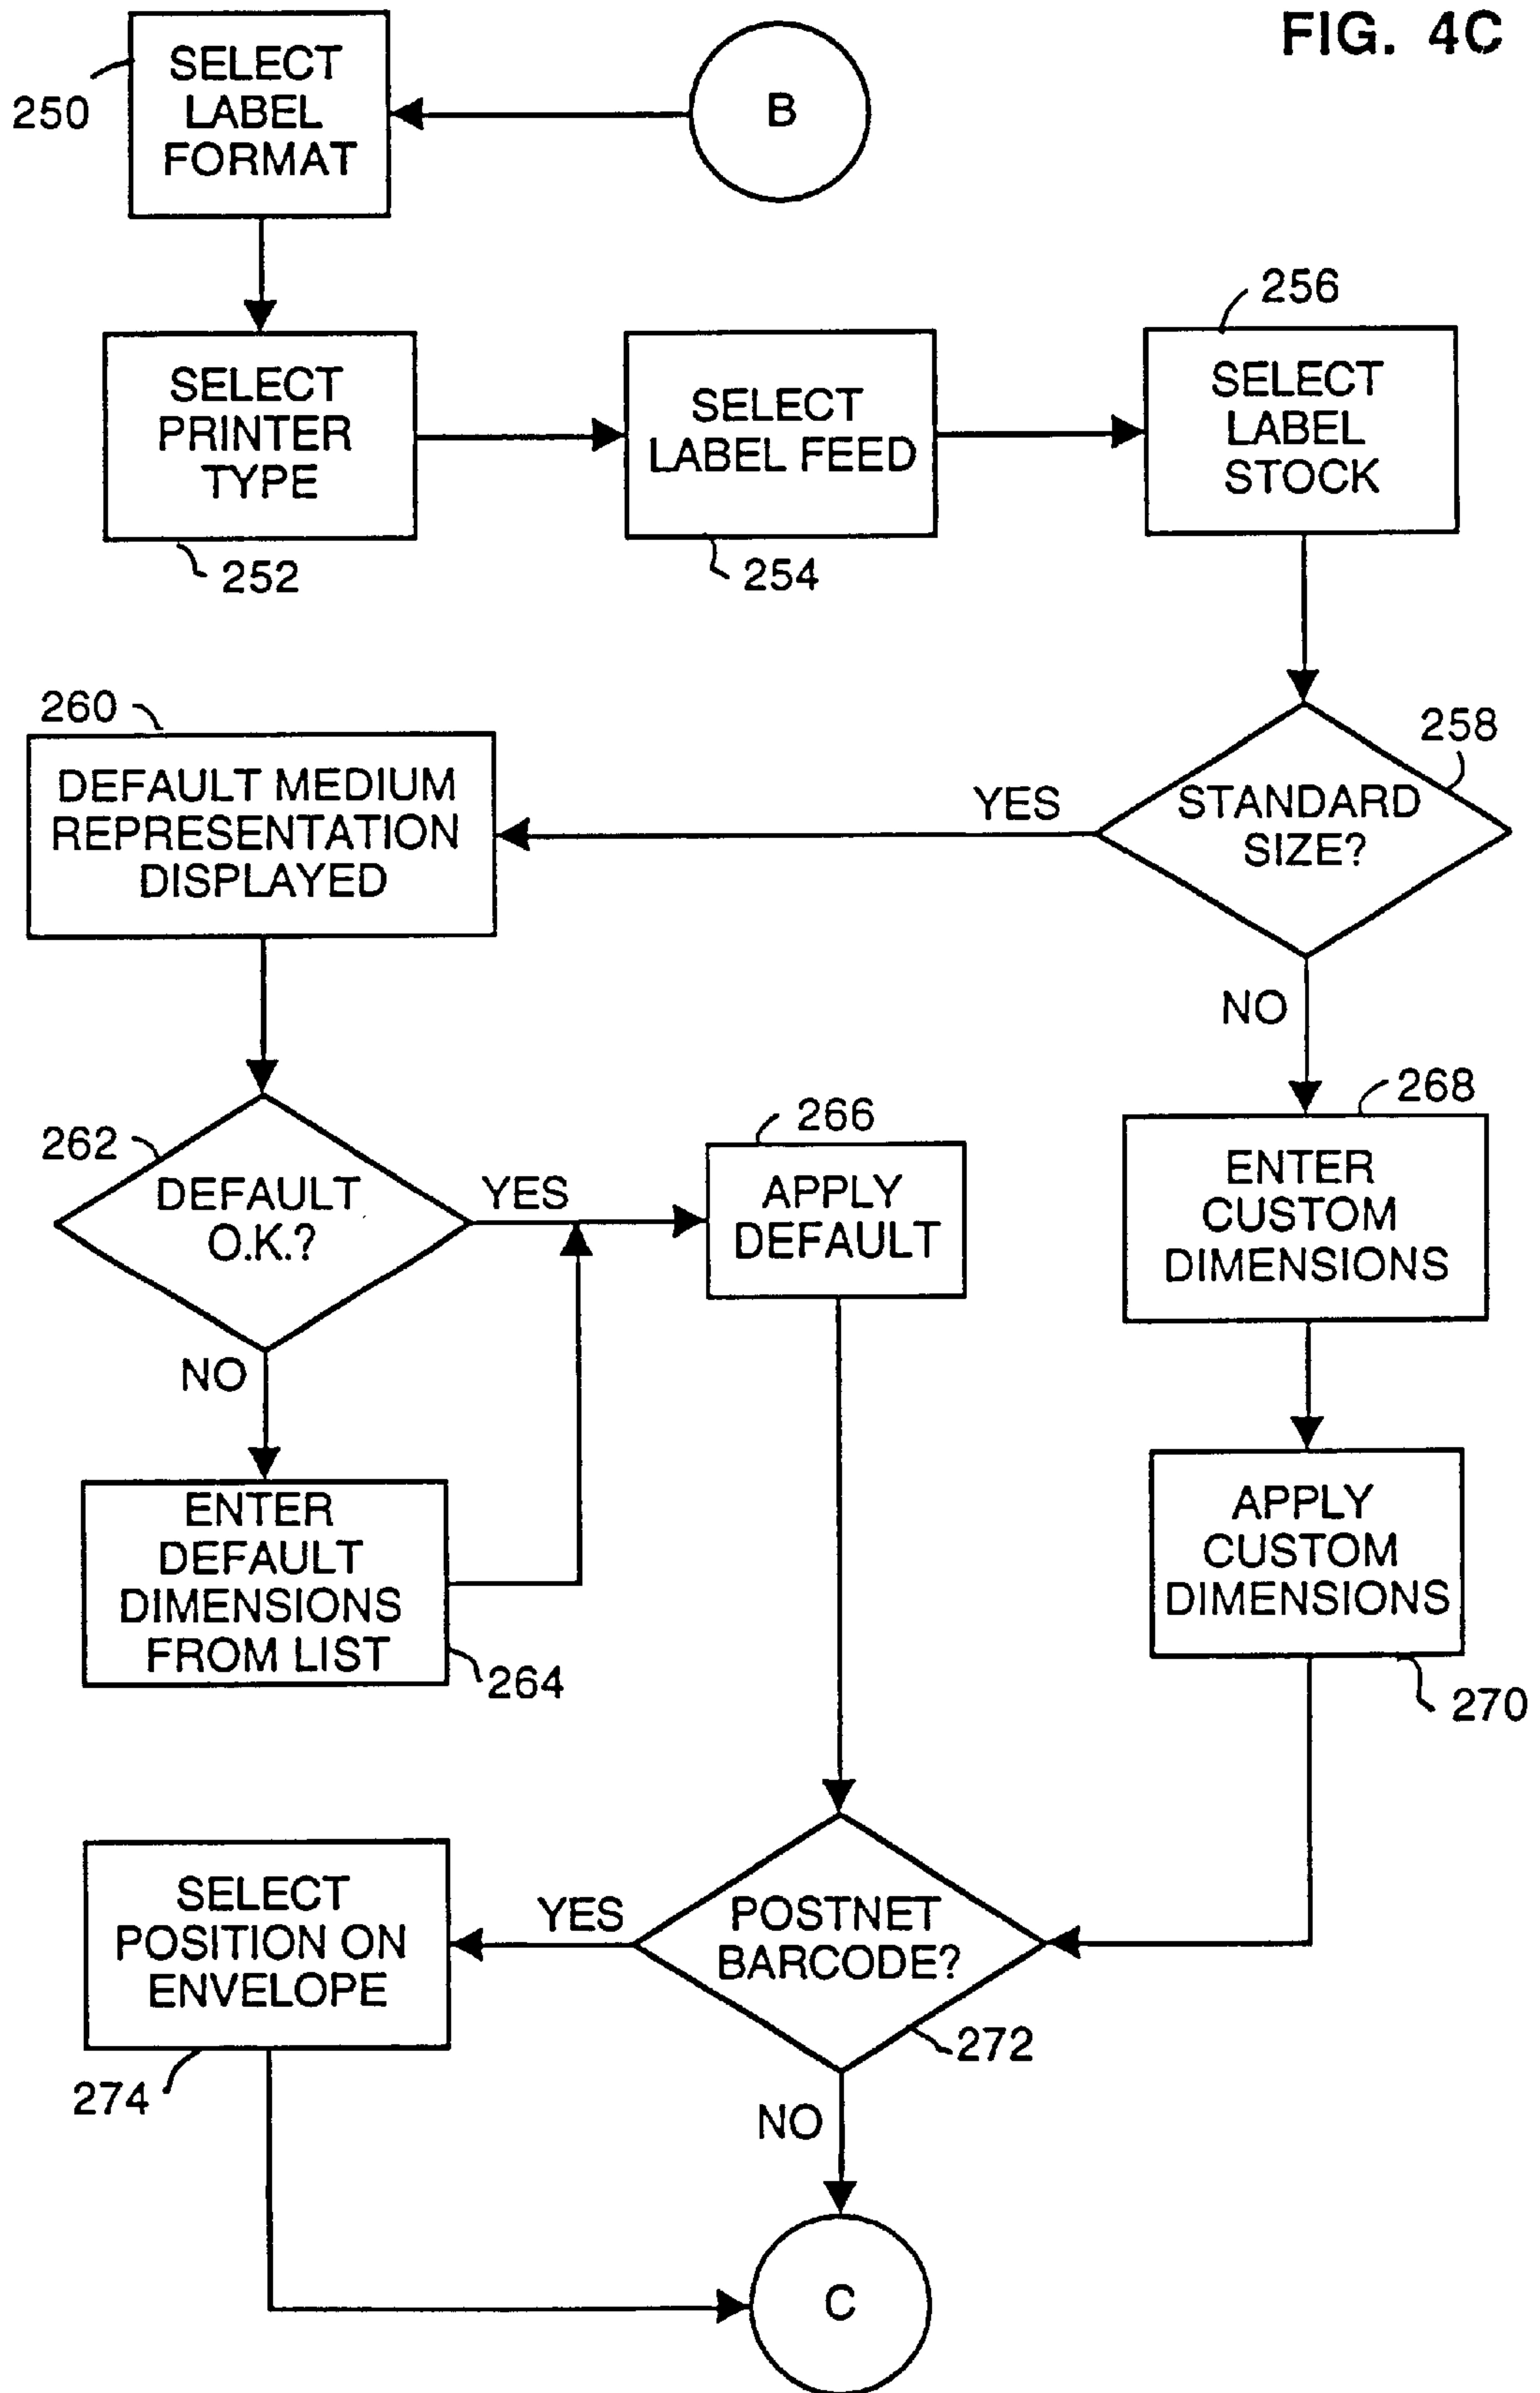 FIG. 4C
SELECT
LABEL
FORMAT
250
B
SELECT
PRINTER
TYPE
252
SELECT
LABEL FEED
254
256
SELECT
LABEL
STOCK
258
STANDARD
SIZE?
YES
NO
260
DEFAULT MEDIUM
REPRESENTATION
DISPLAYED
262
DEFAULT
O.K.?
YES
NO
266
APPLY
DEFAULT
268
ENTER
CUSTOM
DIMENSIONS
ENTER
DEFAULT
DIMENSIONS
FROM LIST
264
APPLY
CUSTOM
DIMENSIONS
270
POSTNET
BARCODE?
272
YES
NO
SELECT
POSITION ON
ENVELOPE
274
C